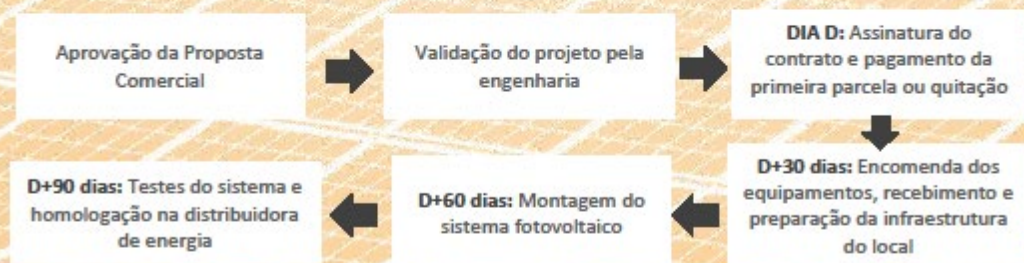 Aprovação da Proposta
Comercial
Validação do projeto pela
engenharia
DIA D: Assinatura do
contrato e pagamento da
primeira parcela ou quitação
D+30 dias: Encomenda dos
equipamentos, recebimento e
preparação da infraestrutura
do local
D+60 dias: Montagem do
sistema fotovoltaico
D+90 dias: Testes do sistema e
homologação na distribuidora
de energia